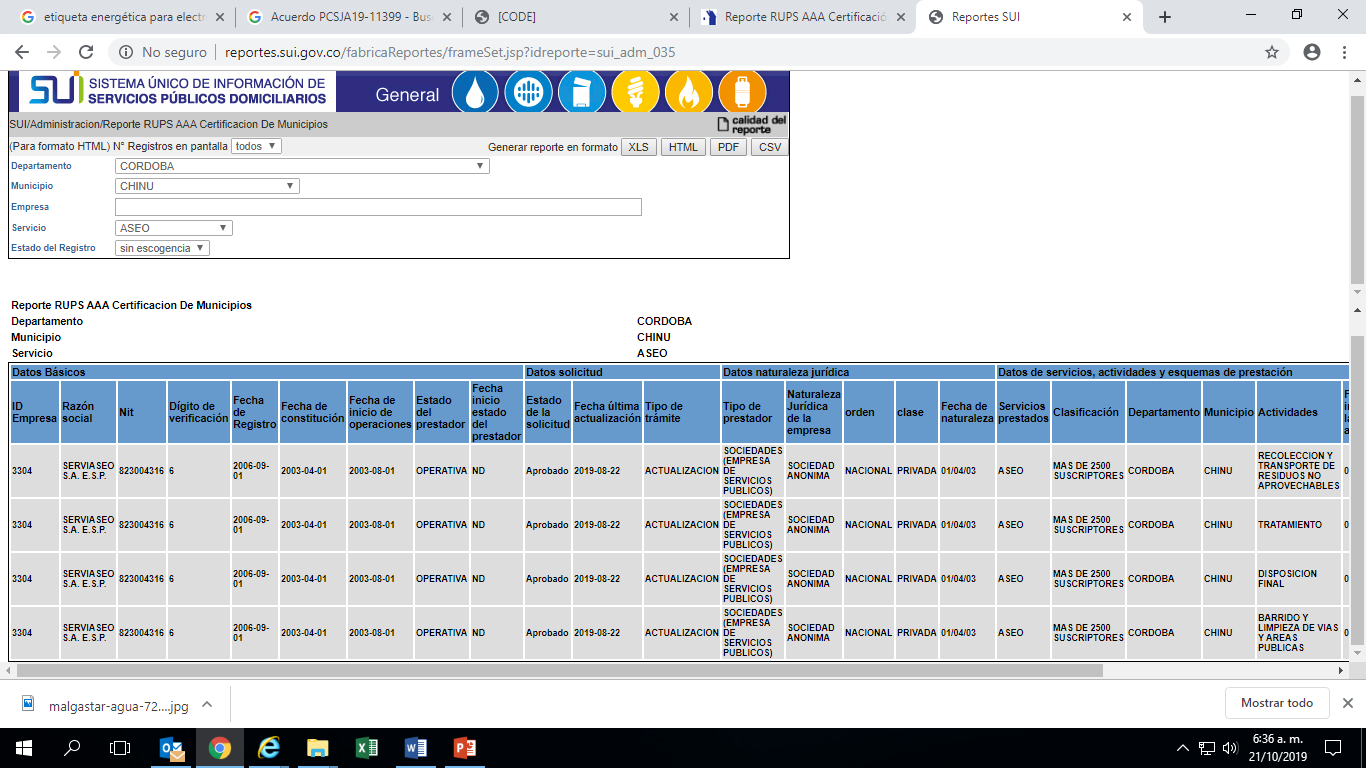 etiqueta energética para electr
Acuerdo PCSJA19-11399 - Bus
[CODE]
Reporte RUPS AAA Certificació
Reportes SUI
No seguro
reportes.sui.gov.co/fabricaReportes/frameSet.jsp?idreporte=sui_adm_035
SUI SISTEMA ÚNICO DE INFORMACIÓN DE
SERVICIOS PÚBLICOS DOMICILIARIOS
General
SUI/Administracion/Reporte RUPS AAA Certificacion De Municipios
calidad del
reporte
(Para formato HTML) N° Registros en pantalla todos
Generar reporte en formato XLS HTML PDF CSV
Departamento CORDOBA
Municipio CHINU
Empresa
Servicio ASEO
Estado del Registro sin escogencia
Reporte RUPS AAA Certificacion De Municipios
Departamento CORDOBA
Municipio CHINU
Servicio ASEO
Datos Básicos Datos solicitud Datos naturaleza jurídica Datos de servicios, actividades y esquemas de prestación
ID Empresa Razón social Nit Dígito de verificación Fecha de Registro Fecha de constitución Fecha de inicio de operaciones Estado del prestador Fecha inicio estado del prestador Estado de la solicitud Fecha última actualización Tipo de trámite Tipo de prestador Naturaleza Jurídica de la empresa orden clase Fecha de naturaleza Servicios prestados Clasificación Departamento Municipio Actividades
3304 SERVIASEO S.A. E.S.P. 823004316 6 2006-09-01 2003-04-01 2003-08-01 OPERATIVA ND Aprobado 2019-08-22 ACTUALIZACION SOCIEDADES (EMPRESA DE SERVICIOS PUBLICOS) SOCIEDAD ANONIMA NACIONAL PRIVADA 01/04/03 ASEO MAS DE 2500 SUSCRIPTORES CORDOBA CHINU RECOLECCION Y TRANSPORTE DE RESIDUOS NO APROVECHABLES 0
3304 SERVIASEO S.A. E.S.P. 823004316 6 2006-09-01 2003-04-01 2003-08-01 OPERATIVA ND Aprobado 2019-08-22 ACTUALIZACION SOCIEDADES (EMPRESA DE SERVICIOS PUBLICOS) SOCIEDAD ANONIMA NACIONAL PRIVADA 01/04/03 ASEO MAS DE 2500 SUSCRIPTORES CORDOBA CHINU TRATAMIENTO 0
3304 SERVIASEO S.A. E.S.P. 823004316 6 2006-09-01 2003-04-01 2003-08-01 OPERATIVA ND Aprobado 2019-08-22 ACTUALIZACION SOCIEDADES (EMPRESA DE SERVICIOS PUBLICOS) SOCIEDAD ANONIMA NACIONAL PRIVADA 01/04/03 ASEO MAS DE 2500 SUSCRIPTORES CORDOBA CHINU DISPOSICION FINAL 0
3304 SERVIASEO S.A. E.S.P. 823004316 6 2006-09-01 2003-04-01 2003-08-01 OPERATIVA ND Aprobado 2019-08-22 ACTUALIZACION SOCIEDADES (EMPRESA DE SERVICIOS PUBLICOS) SOCIEDAD ANONIMA NACIONAL PRIVADA 01/04/03 ASEO MAS DE 2500 SUSCRIPTORES CORDOBA CHINU BARRIDO Y LIMPIEZA DE VIAS Y AREAS PUBLICAS 0
malgastar-agua-72....jpg
Mostrar todo
6:36 a. m.
21/10/2019